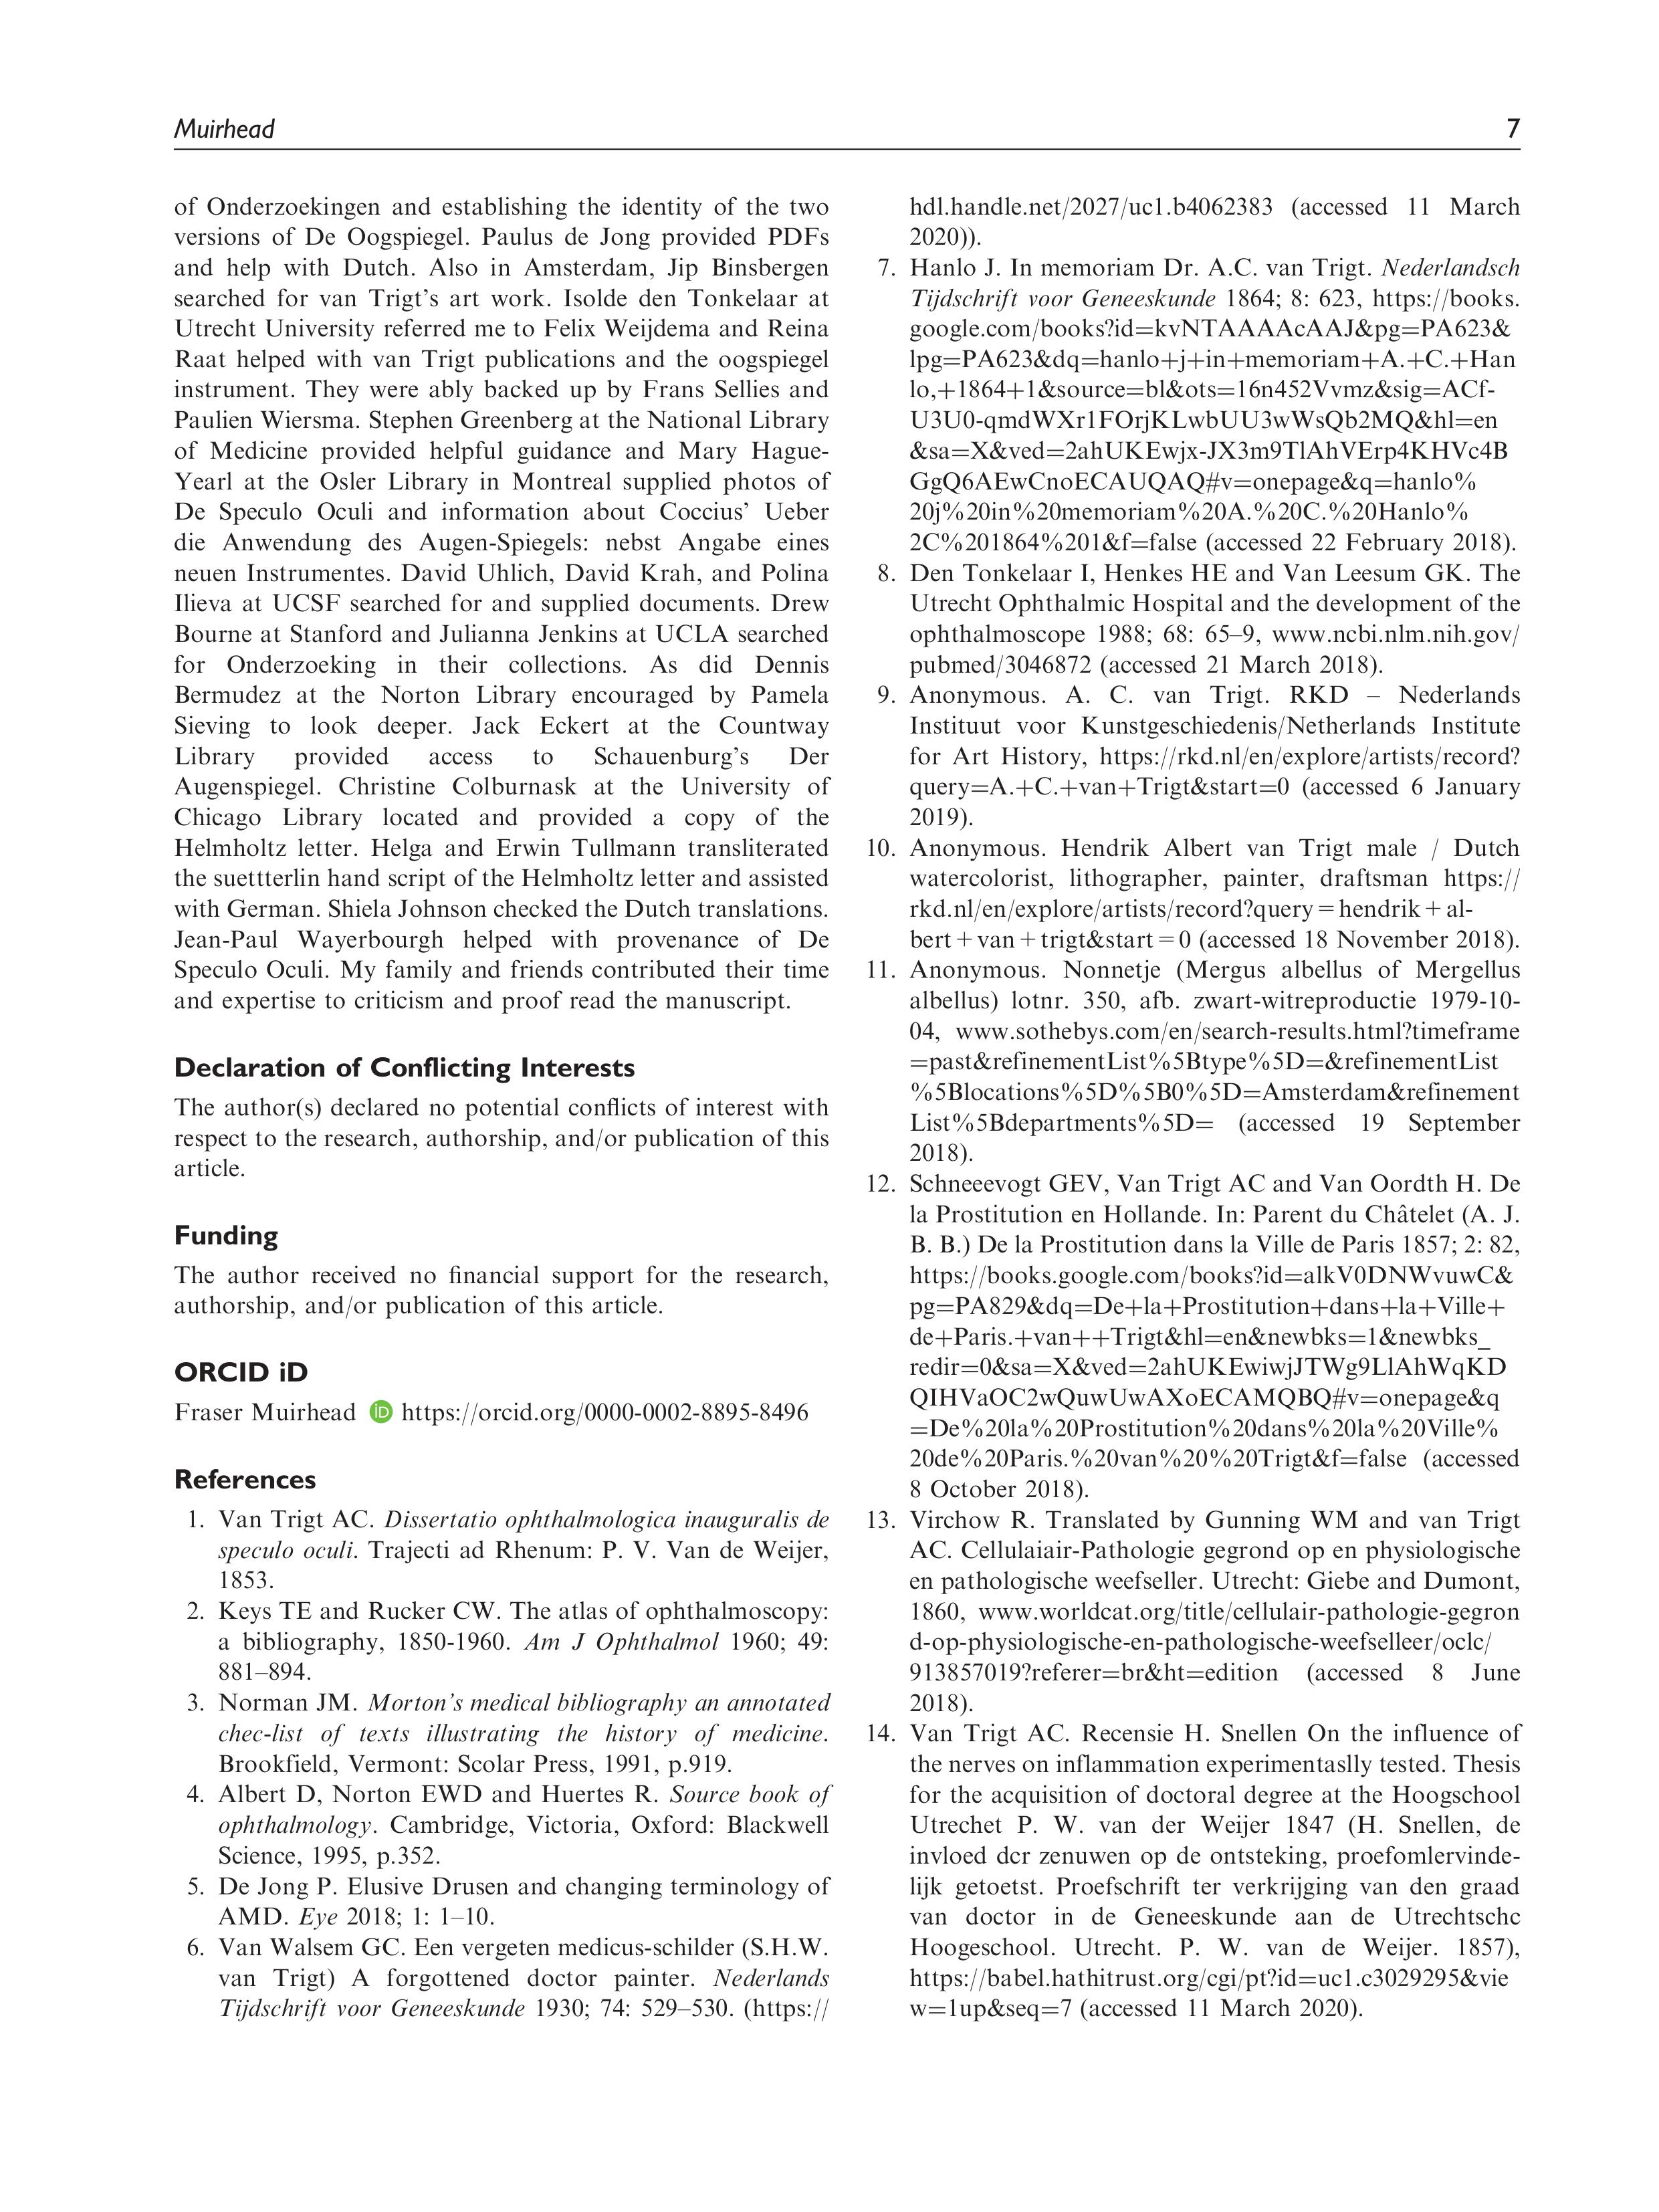 Muirhead
7
of Onderzoekingen and establishing the identity of the two
versions of De Oogspiegel. Paulus de Jong provided PDFs
and help with Dutch. Also in Amsterdam, Jip Binsbergen
searched for van Trigt's art work. Isolde den Tonkelaar at
Utrecht University referred me to Felix Weijdema and Reina
Raat helped with van Trigt publications and the oogspiegel
instrument. They were ably backed up by Frans Sellies and
Paulien Wiersma. Stephen Greenberg at the National Library
of Medicine provided helpful guidance and Mary Hague-
Yearl at the Osler Library in Montreal supplied photos of
De Speculo Oculi and information about Coccius' Ueber
die Anwendung des Augen-Spiegels: nebst Angabe eines
neuen Instrumentes. David Uhlich, David Krah, and Polina
Ilieva at UCSF searched for and supplied documents. Drew
Bourne at Stanford and Julianna Jenkins at UCLA searched
for Onderzoeking in their collections. As did Dennis
Bermudez at the Norton Library encouraged by Pamela
Sieving to look deeper. Jack Eckert at the Countway
Library provided access to Schauenburg's Der
Augenspiegel. Christine Colburnask at the University of
Chicago Library located and provided a copy of the
Helmholtz letter. Helga and Erwin Tullmann transliterated
the suettterlin hand script of the Helmholtz letter and assisted
with German. Shiela Johnson checked the Dutch translations.
Jean-Paul Wayerbourgh helped with provenance of De
Speculo Oculi. My family and friends contributed their time
and expertise to criticism and proof read the manuscript.
Declaration of Conflicting Interests
The author(s) declared no potential conflicts of interest with
respect to the research, authorship, and/or publication of this
article.
Funding
The author received no financial support for the research,
authorship, and/or publication of this article.
ORCID iD
Fraser Muirhead iD https://orcid.org/0000-0002-8895-8496
References
1. Van Trigt AC. Dissertatio ophthalmologica inauguralis de
speculo oculi. Trajecti ad Rhenum: P. V. Van de Weijer,
1853.
2. Keys TE and Rucker CW. The atlas of ophthalmoscopy:
a bibliography, 1850-1960. Am J Ophthalmol 1960; 49:
881–894.
3. Norman JM. Morton's medical bibliography an annotated
chec-list of texts illustrating the history of medicine.
Brookfield, Vermont: Scolar Press, 1991, p.919.
4. Albert D, Norton EWD and Huertes R. Source book of
ophthalmology. Cambridge, Victoria, Oxford: Blackwell
Science, 1995, p.352.
5. De Jong P. Elusive Drusen and changing terminology of
AMD. Eye 2018; 1: 1–10.
6. Van Walsem GC. Een vergeten medicus-schilder (S.H.W.
van Trigt) A forgottened doctor painter. Nederlands
Tijdschrift voor Geneeskunde 1930; 74: 529–530. (https://
hdl.handle.net/2027/uc1.b4062383 (accessed 11 March
2020)).
7. Hanlo J. In memoriam Dr. A.C. van Trigt. Nederlandsch
Tijdschrift voor Geneeskunde 1864; 8: 623, https://books.
google.com/books?id=kvNTAAAAcAAJ&pg=PA623&
lpg=PA623&dq=hanlo+j+in+memoriam+A.+C.+Han
lo,+1864+1&source=bl&ots=16n452Vvmz&sig=ACf-
U3U0-qmdWXr1FOrjKLwbUU3wWsQb2MQ&hl=en
&sa=X&ved=2ahUKEwjx-JX3m9TlAhVErp4KHVc4B
GgQ6AEwCnoECAUQAQ#v=onepage&q=hanlo%
20j%20in%20memoriam%20A.%20C.%20Hanlo%
2C%201864%201&f=false (accessed 22 February 2018).
8. Den Tonkelaar I, Henkes HE and Van Leesum GK. The
Utrecht Ophthalmic Hospital and the development of the
ophthalmoscope 1988; 68: 65–9, www.ncbi.nlm.nih.gov/
pubmed/3046872 (accessed 21 March 2018).
9. Anonymous. A. C. van Trigt. RKD – Nederlands
Instituut voor Kunstgeschiedenis/Netherlands Institute
for Art History, https://rkd.nl/en/explore/artists/record?
query=A.+C.+van+Trigt&start=0 (accessed 6 January
2019).
10. Anonymous. Hendrik Albert van Trigt male / Dutch
watercolorist, lithographer, painter, draftsman https://
rkd.nl/en/explore/artists/record?query = hendrik + al-
bert + van + trigt&start = 0 (accessed 18 November 2018).
11. Anonymous. Nonnetje (Mergus albellus of Mergellus
albellus) lotnr. 350, afb. zwart-witreproductie 1979-10-
04, www.sothebys.com/en/search-results.html?timeframe
=past&refinementList%5Btype%5D=&refinementList
%5Blocations%5D%5B0%5D=Amsterdam&refinement
List%5Bdepartments%5D= (accessed 19 September
2018).
12. Schneeevogt GEV, Van Trigt AC and Van Oordth H. De
la Prostitution en Hollande. In: Parent du Châtelet (A. J.
B. B.) De la Prostitution dans la Ville de Paris 1857; 2: 82,
https://books.google.com/books?id=alkV0DNWvuwC&
pg=PA829&dq=De+la+Prostitution+dans+la+Ville+
de+Paris.+van++Trigt&hl=en&newbks=1&newbks_
redir=0&sa=X&ved=2ahUKEwiwjJTWg9LlAhWqKD
QIHVaOC2wQuwUwAXoECAMQBQ#v=onepage&q
=De%20la%20Prostitution%20dans%20la%20Ville%
20de%20Paris.%20van%20%20Trigt&f=false (accessed
8 October 2018).
13. Virchow R. Translated by Gunning WM and van Trigt
AC. Cellulaiair-Pathologie gegrond op en physiologische
en pathologische weefseller. Utrecht: Giebe and Dumont,
1860, www.worldcat.org/title/cellulair-pathologie-gegron
d-op-physiologische-en-pathologische-weefselleer/oclc/
913857019?referer=br&ht=edition (accessed 8 June
2018).
14. Van Trigt AC. Recensie H. Snellen On the influence of
the nerves on inflammation experimentaslly tested. Thesis
for the acquisition of doctoral degree at the Hoogschool
Utrechet P. W. van der Weijer 1847 (H. Snellen, de
invloed dcr zenuwen op de ontsteking, proefomlervinde-
lijk getoetst. Proefschrift ter verkrijging van den graad
van doctor in de Geneeskunde aan de Utrechtschc
Hoogeschool. Utrecht. P. W. van de Weijer. 1857),
https://babel.hathitrust.org/cgi/pt?id=uc1.c3029295&vie
w=1up&seq=7 (accessed 11 March 2020).